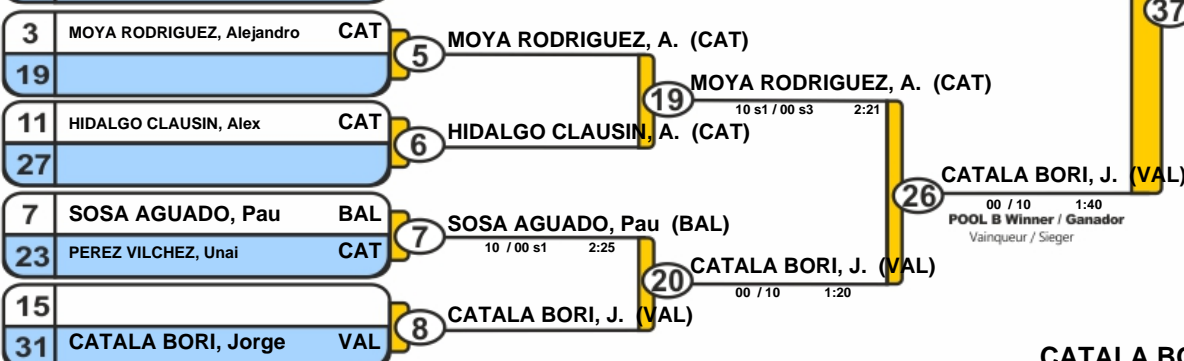 37
3 MOYA RODRIGUEZ, Alejandro CAT
19
5 MOYA RODRIGUEZ, A. (CAT)
11 HIDALGO CLAUSIN, Alex CAT
27
6 HIDALGO CLAUSIN, A. (CAT)
19 MOYA RODRIGUEZ, A. (CAT)
10 s1 / 00 s3 2:21
7 SOSA AGUADO, Pau BAL
23 PEREZ VILCHEZ, Unai CAT
7 SOSA AGUADO, Pau (BAL)
10 / 00 s1 2:25
15
31 CATALA BORI, Jorge VAL
8 CATALA BORI, J. (VAL)
20 CATALA BORI, J. (VAL)
00 / 10 1:20
26 CATALA BORI, J. (VAL)
00 / 10 1:40
POOL B Winner / Ganador
Vainqueur / Sieger
CATALA BO